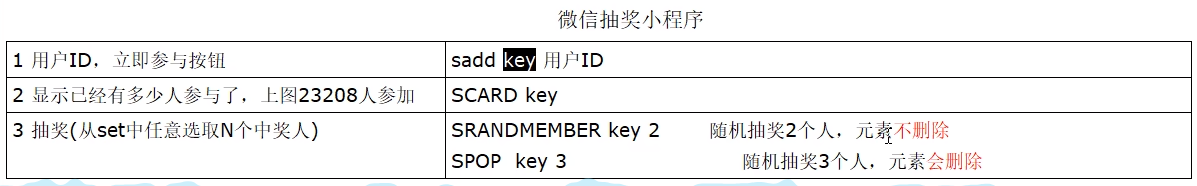 微信抽奖小程序
1 用户ID，立即参与按钮
sadd key 用户ID
2 显示已经有多少人参与了，上图23208人参加
SCARD key
3 抽奖(从set中任意选取N个中奖人)
SRANDMEMBER key 2 随机抽奖2个人，元素不删除
SPOP key 3 随机抽奖3个人，元素会删除